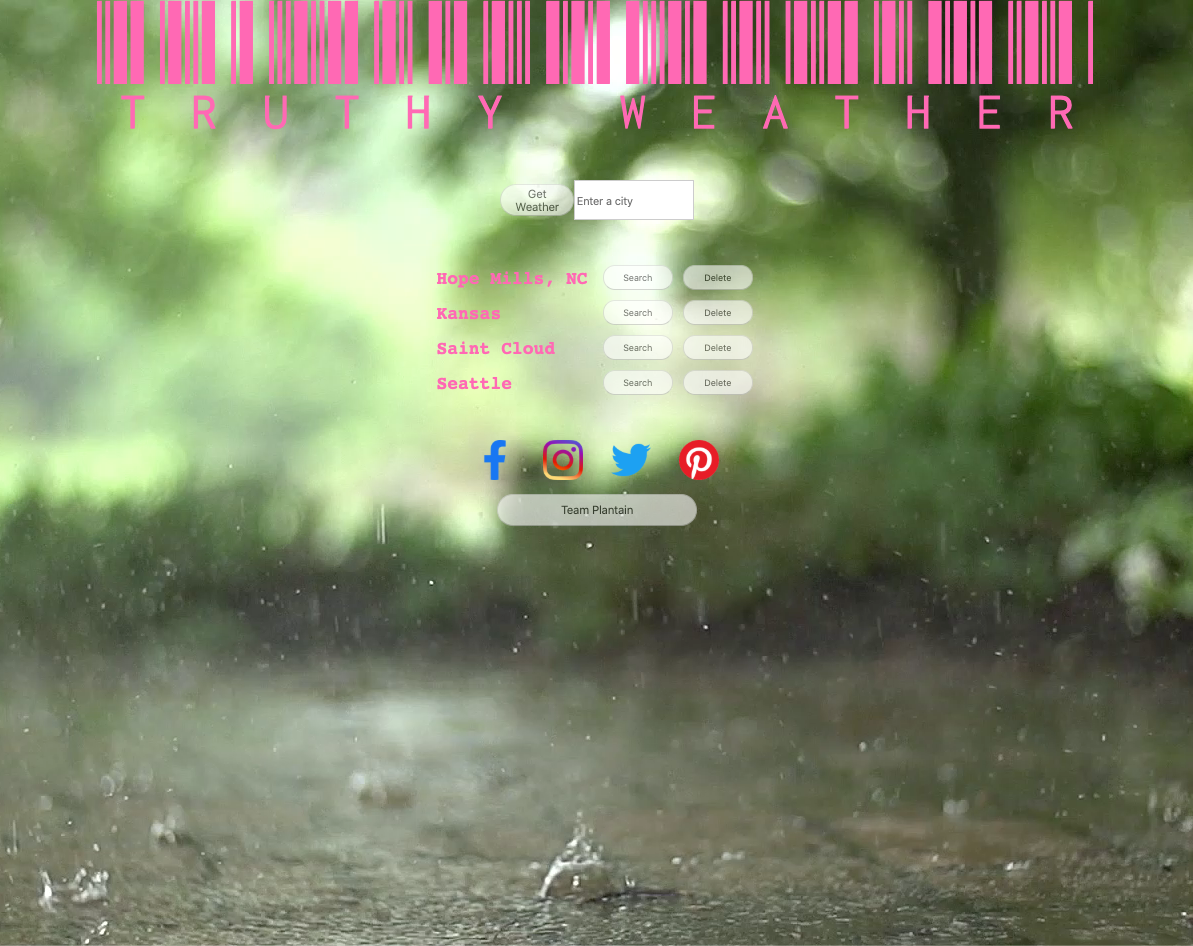 TRUTHY WEATHER
Get
Weather
Enter a city
Hope Mills, NC Search Delete
Kansas Search Delete
Saint Cloud Search Delete
Seattle Search Delete
Team Plantain